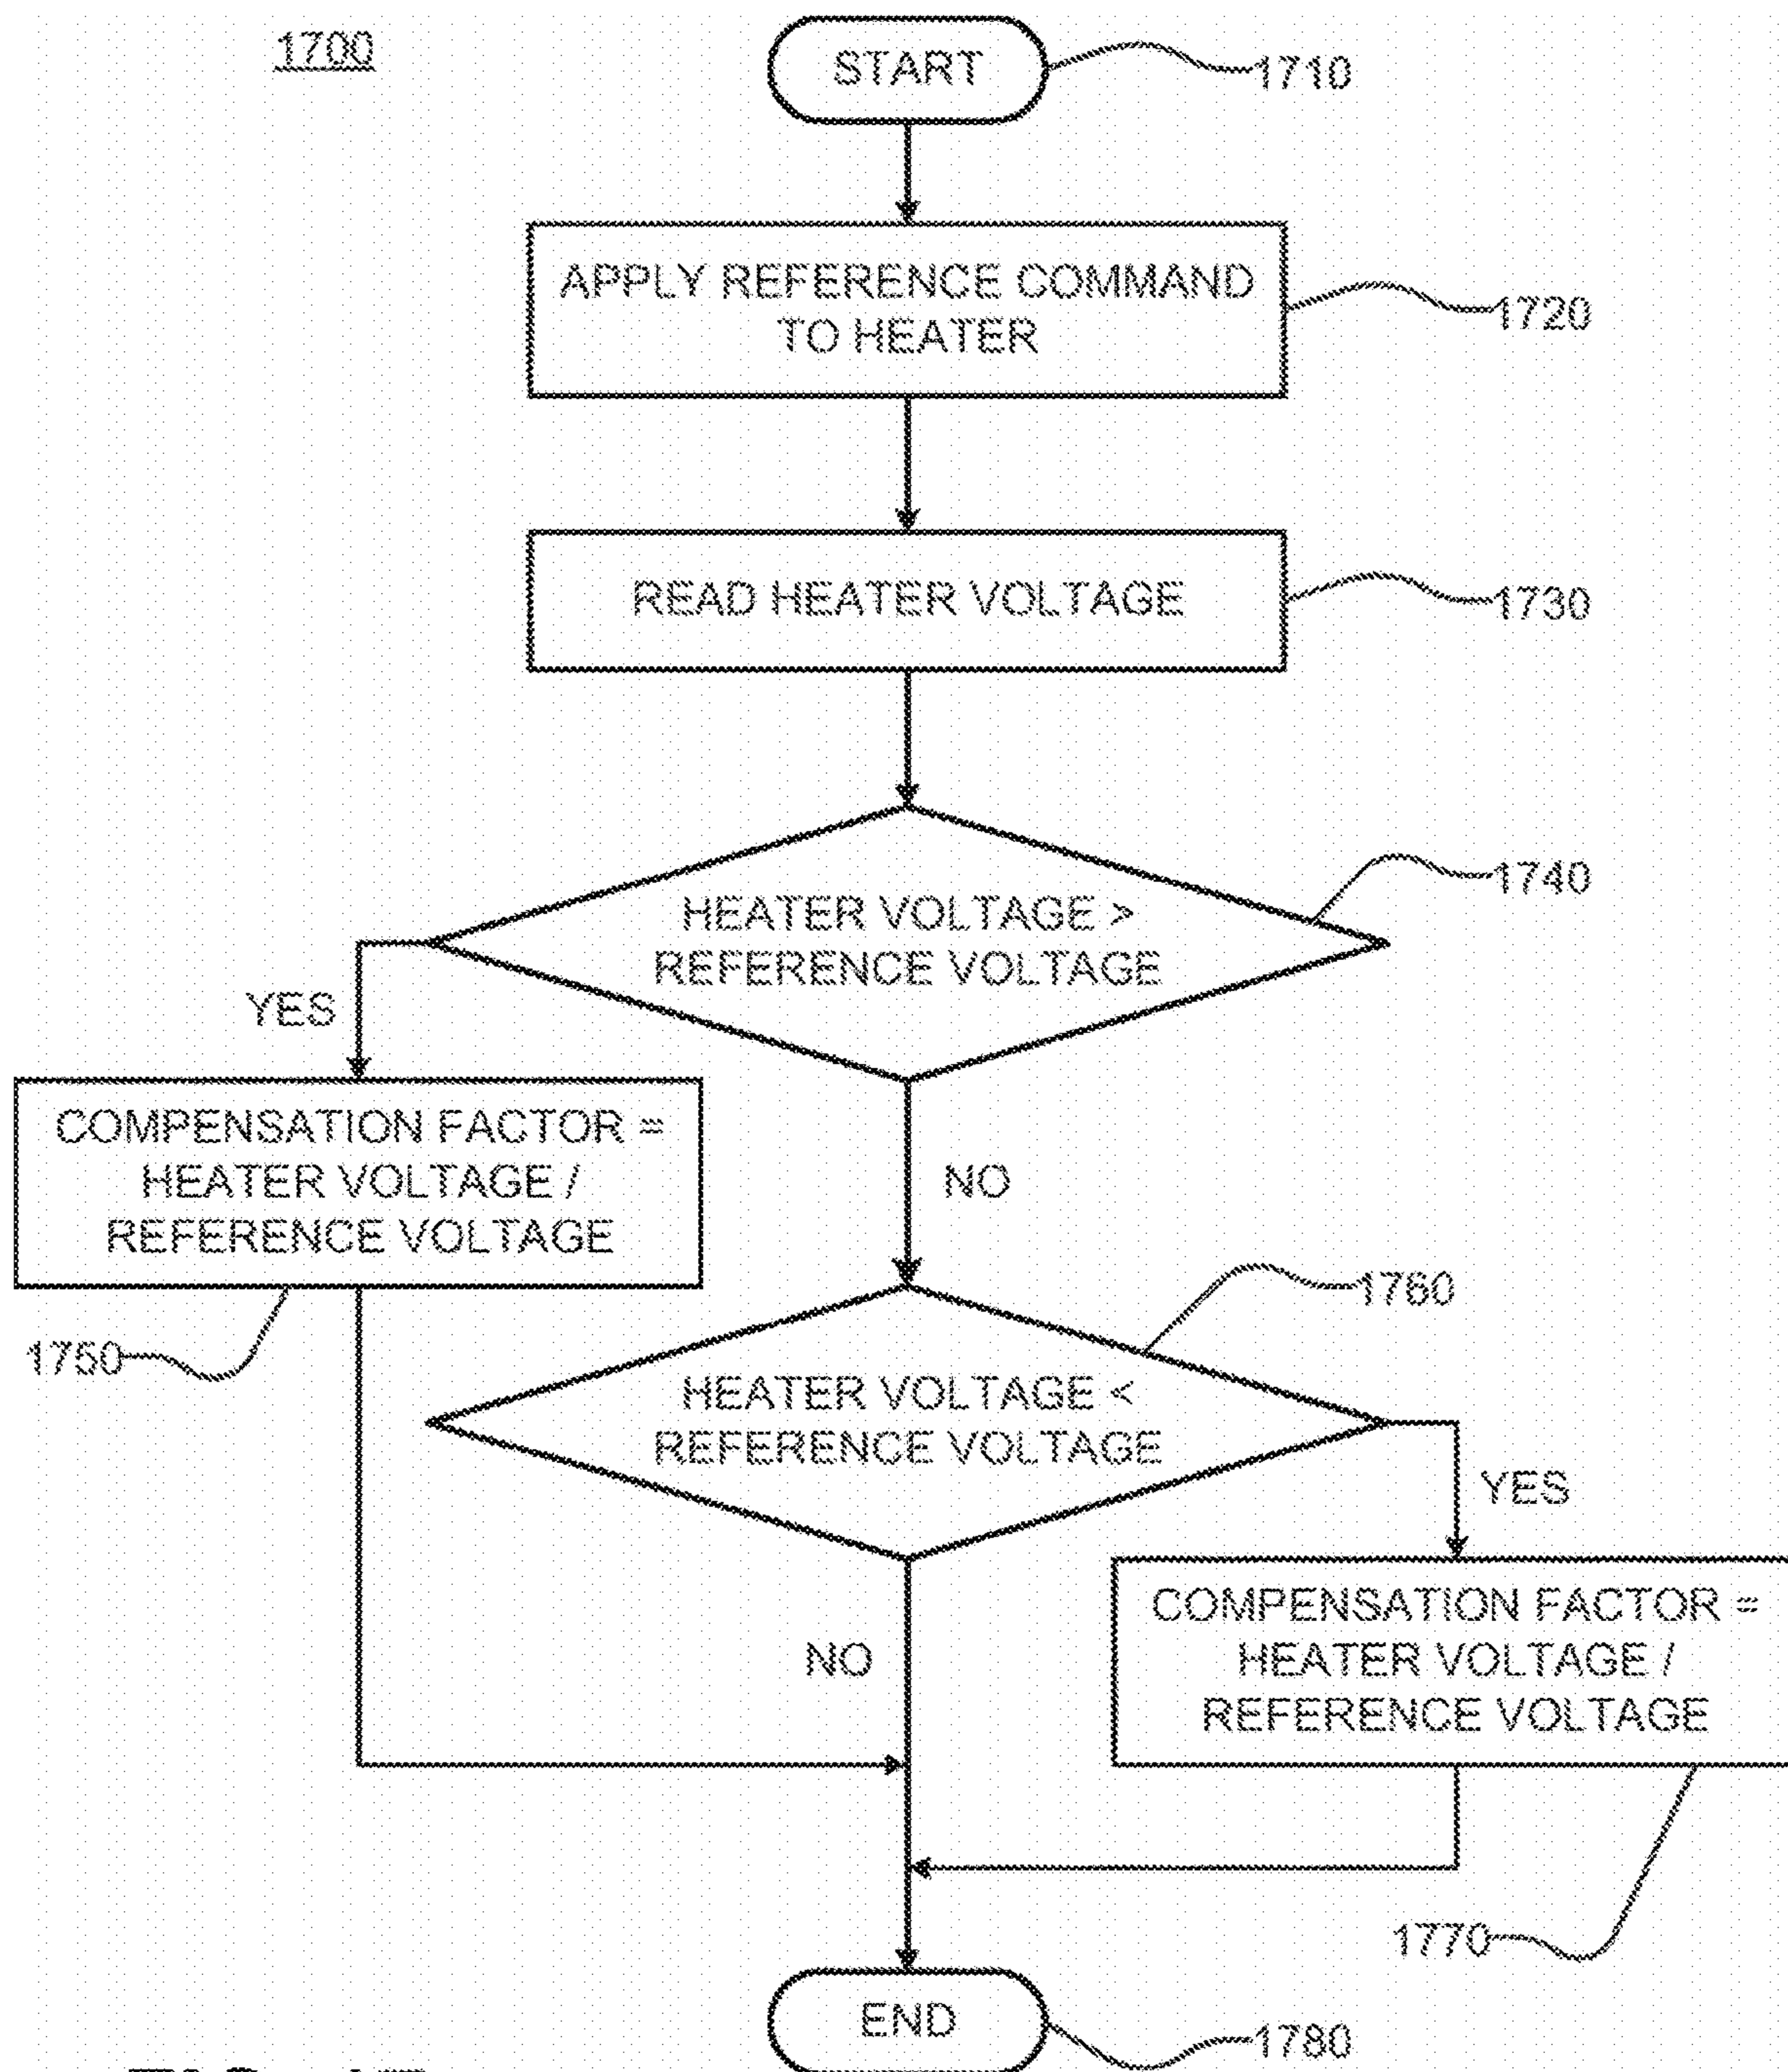 1700
START
1710
APPLY REFERENCE COMMAND
TO HEATER
1720
READ HEATER VOLTAGE
1730
HEATER VOLTAGE >
REFERENCE VOLTAGE
1740
YES
COMPENSATION FACTOR =
HEATER VOLTAGE /
REFERENCE VOLTAGE
1750
NO
HEATER VOLTAGE <
REFERENCE VOLTAGE
1760
YES
COMPENSATION FACTOR =
HEATER VOLTAGE /
REFERENCE VOLTAGE
1770
NO
END
1780